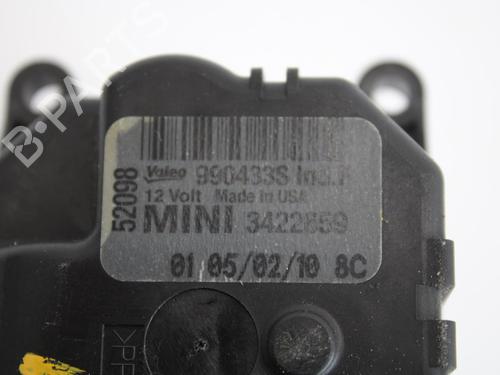 B-PARTS
52098
Valeo 990433S
12 Volt Made in USA
MINI 3422659
01 05/02/10 8C